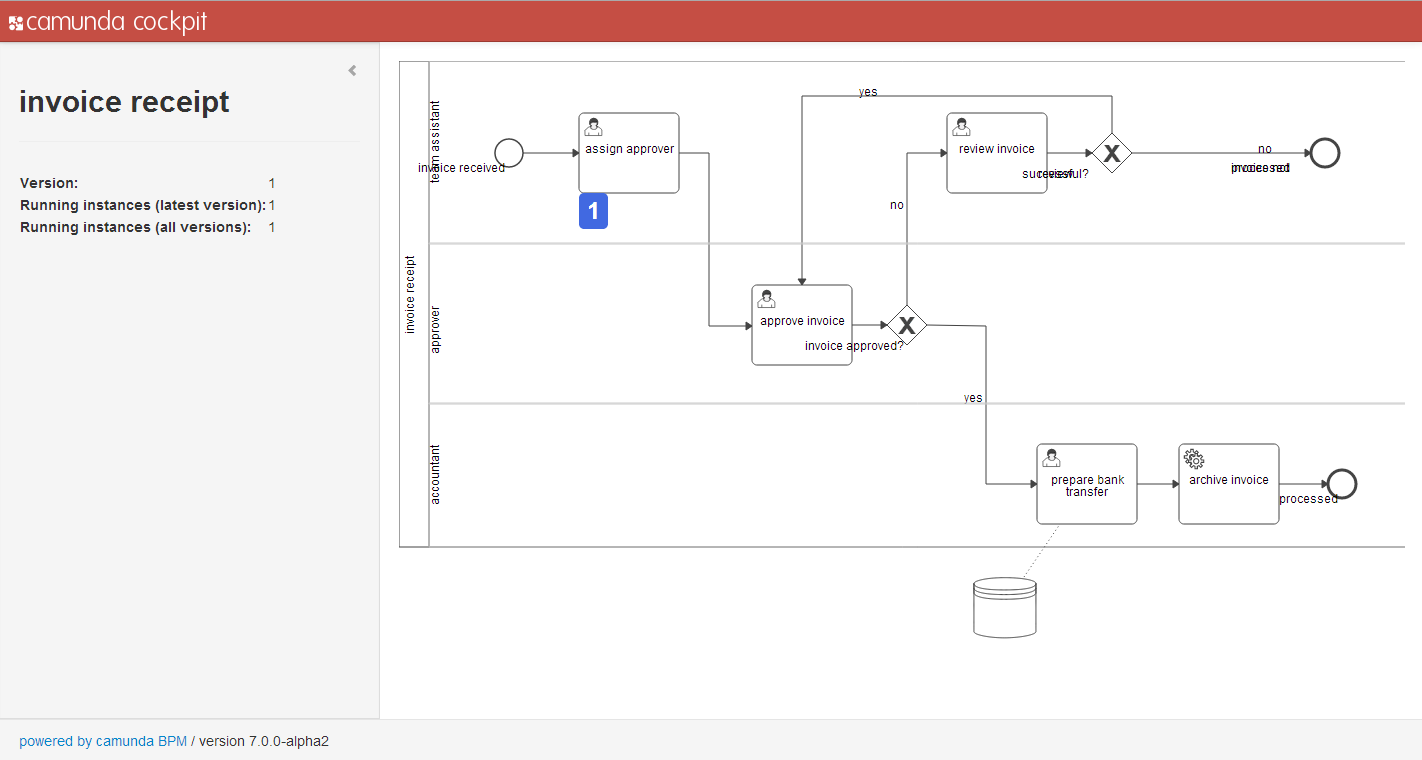 camunda cockpit
invoice receipt
Version: 1
Running instances (latest version): 1
Running instances (all versions): 1
invoice receipt
team assistant
invoice received
assign approver
1
yes
review invoice
successful?
no
no
processed
approver
approve invoice
invoice approved?
yes
accountant
prepare bank
transfer
archive invoice
processed
powered by camunda BPM / version 7.0.0-alpha2